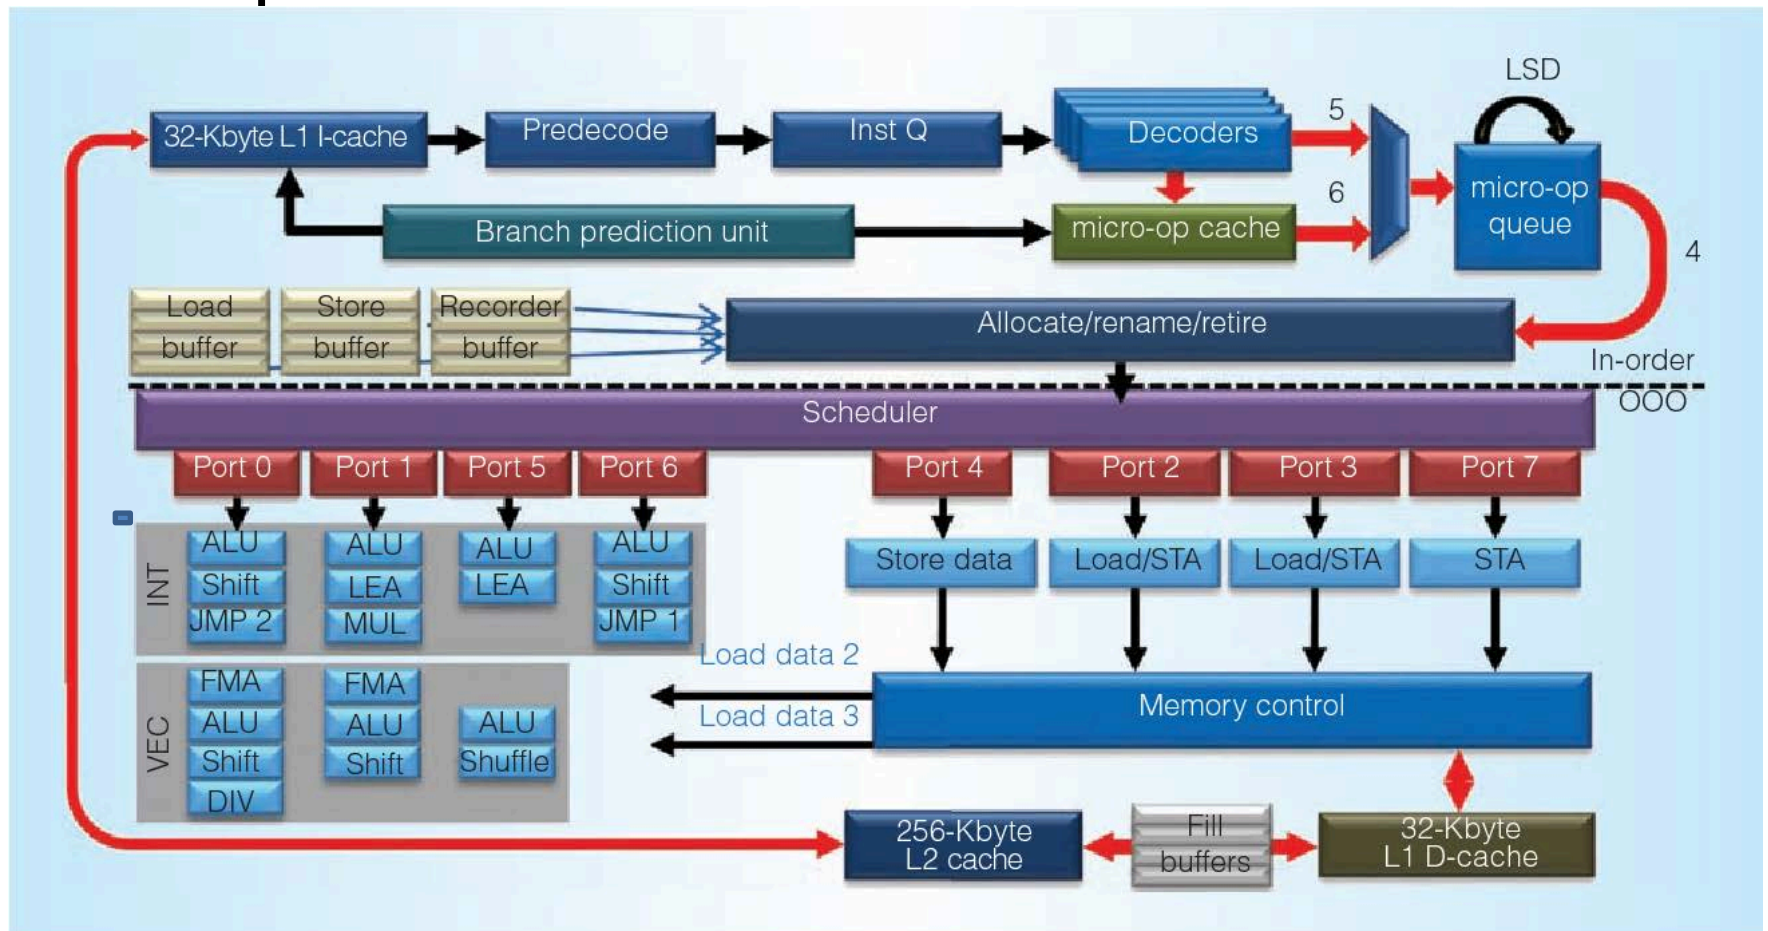 LSD
32-Kbyte L1 I-cache
Predecode
Inst Q
Decoders
5
6
micro-op
queue
Branch prediction unit
micro-op cache
4
Load
buffer
Store
buffer
Recorder
buffer
Allocate/rename/retire
In-order
OOO
Scheduler
Port 0
Port 1
Port 5
Port 6
Port 4
Port 2
Port 3
Port 7
INT
ALU
Shift
JMP 2
ALU
LEA
MUL
ALU
LEA
ALU
Shift
JMP 1
Store data
Load/STA
Load/STA
STA
VEC
FMA
ALU
Shift
DIV
FMA
ALU
Shift
ALU
Shuffle
Load data 2
Load data 3
Memory control
256-Kbyte
L2 cache
Fill
buffers
32-Kbyte
L1 D-cache